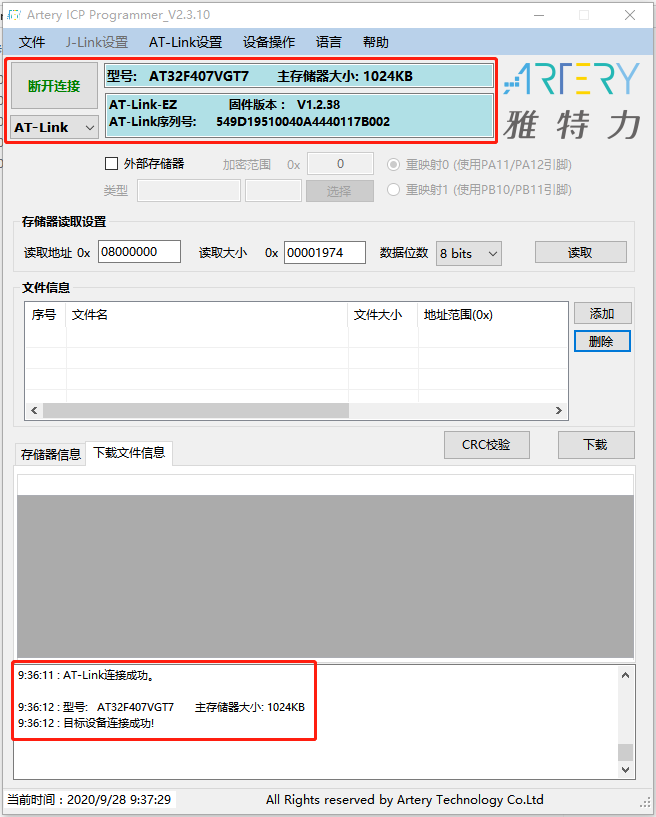 Artery ICP Programmer_V2.3.10
文件 J-Link设置 AT-Link设置 设备操作 语言 帮助
断开连接 型号: AT32F407VGT7 主存储器大小: 1024KB
AT-Link-EZ 固件版本： V1.2.38
AT-Link AT-Link序列号: 549D19510040A4440117B002
ARTERY
雅特力
外部存储器 加密范围 0x 0 重映射0 (使用PA11/PA12引脚)
类型 选择 重映射1 (使用PB10/PB11引脚)
存储器读取设置
读取地址 0x 08000000 读取大小 0x 00001974 数据位数 8 bits 读取
文件信息
序号 文件名 文件大小 地址范围(0x) 添加
删除
存储器信息 下载文件信息 CRC校验 下载
9:36:11 : AT-Link连接成功。
9:36:12 : 型号: AT32F407VGT7 主存储器大小: 1024KB
9:36:12 : 目标设备连接成功!
当前时间：2020/9/28 9:37:29 All Rights reserved by Artery Technology Co.Ltd